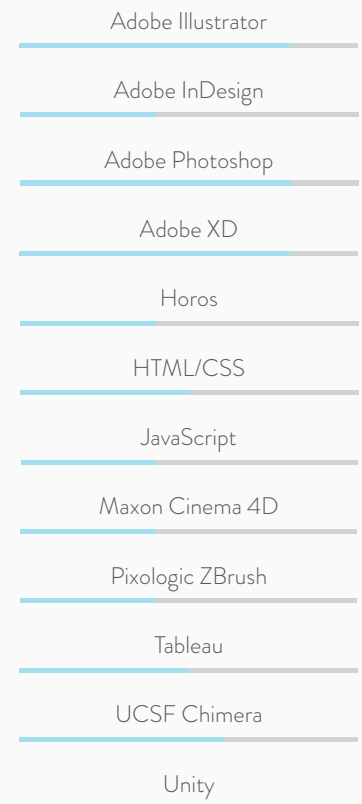 Adobe Illustrator
Adobe InDesign
Adobe Photoshop
Adobe XD
Horos
HTML/CSS
JavaScript
Maxon Cinema 4D
Pixologic ZBrush
Tableau
UCSF Chimera
Unity